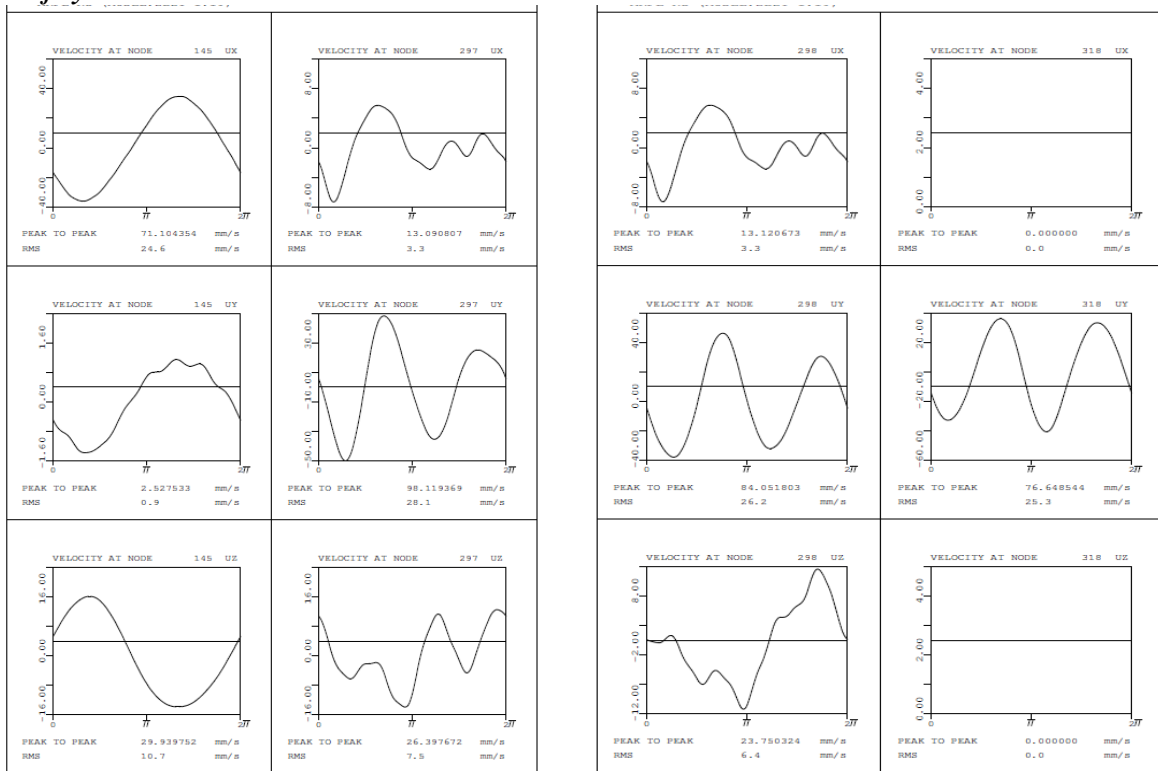 VELOCITY AT NODE 145 UX
40.00
0.00
-40.00
0 π 2π
PEAK TO PEAK 71.104354 mm/s
RMS 24.6 mm/s
VELOCITY AT NODE 297 UX
8.00
0.00
-8.00
0 π 2π
PEAK TO PEAK 13.090807 mm/s
RMS 3.3 mm/s
VELOCITY AT NODE 298 UX
8.00
0.00
-8.00
0 π 2π
PEAK TO PEAK 13.120673 mm/s
RMS 3.3 mm/s
VELOCITY AT NODE 318 UX
4.00
2.00
0.00
0 π 2π
PEAK TO PEAK 0.000000 mm/s
RMS 0.0 mm/s
VELOCITY AT NODE 145 UY
1.60
0.00
-1.60
0 π 2π
PEAK TO PEAK 2.527533 mm/s
RMS 0.9 mm/s
VELOCITY AT NODE 297 UY
30.00
-10.00
-50.00
0 π 2π
PEAK TO PEAK 98.119369 mm/s
RMS 28.1 mm/s
VELOCITY AT NODE 298 UY
40.00
0.00
-40.00
0 π 2π
PEAK TO PEAK 84.051803 mm/s
RMS 26.2 mm/s
VELOCITY AT NODE 318 UY
20.00
-20.00
-60.00
0 π 2π
PEAK TO PEAK 76.648544 mm/s
RMS 25.3 mm/s
VELOCITY AT NODE 145 UZ
16.00
0.00
-16.00
0 π 2π
PEAK TO PEAK 29.939752 mm/s
RMS 10.7 mm/s
VELOCITY AT NODE 297 UZ
16.00
0.00
-16.00
0 π 2π
PEAK TO PEAK 26.397672 mm/s
RMS 7.5 mm/s
VELOCITY AT NODE 298 UZ
8.00
-2.00
-12.00
0 π 2π
PEAK TO PEAK 23.750324 mm/s
RMS 6.4 mm/s
VELOCITY AT NODE 318 UZ
4.00
2.00
0.00
0 π 2π
PEAK TO PEAK 0.000000 mm/s
RMS 0.0 mm/s